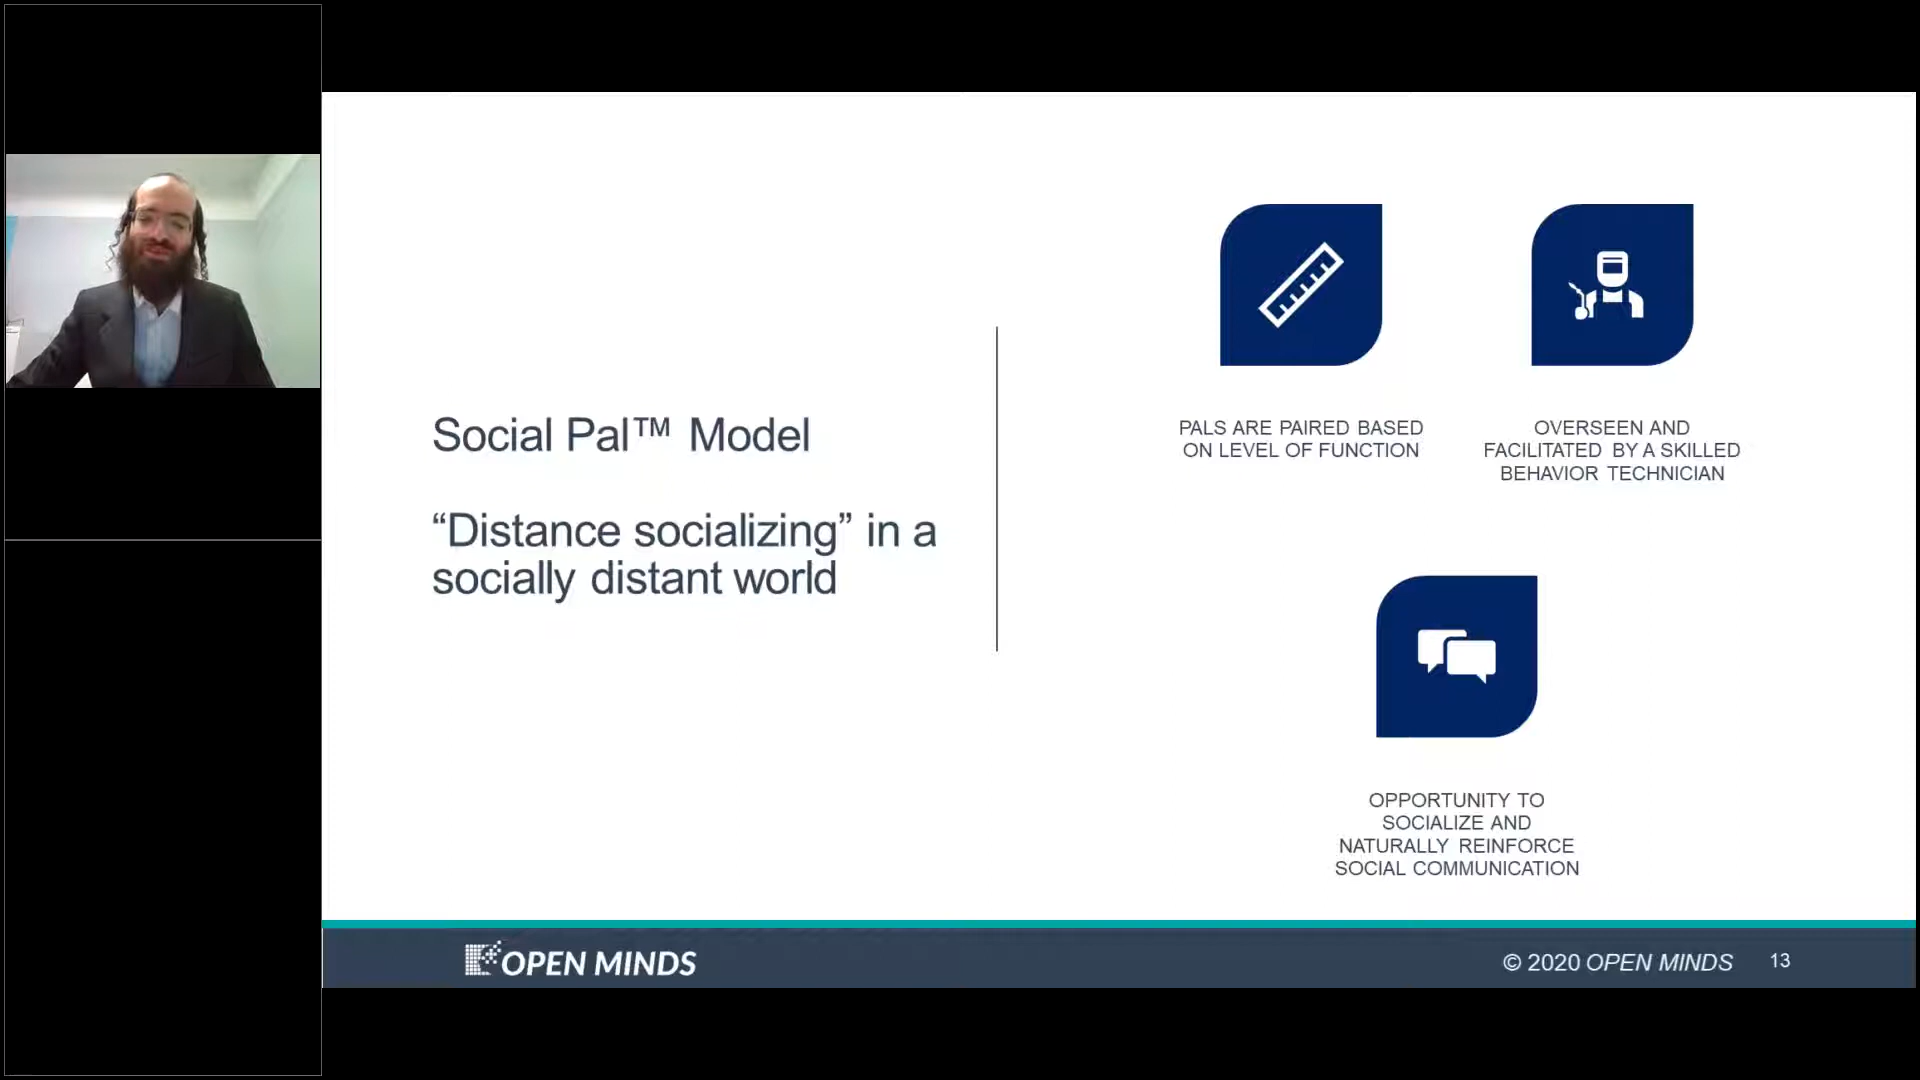 Social Pal™ Model
“Distance socializing” in a
socially distant world
PALS ARE PAIRED BASED
ON LEVEL OF FUNCTION
OVERSEEN AND
FACILITATED BY A SKILLED
BEHAVIOR TECHNICIAN
OPPORTUNITY TO
SOCIALIZE AND
NATURALLY REINFORCE
SOCIAL COMMUNICATION
OPEN MINDS
© 2020 OPEN MINDS
13